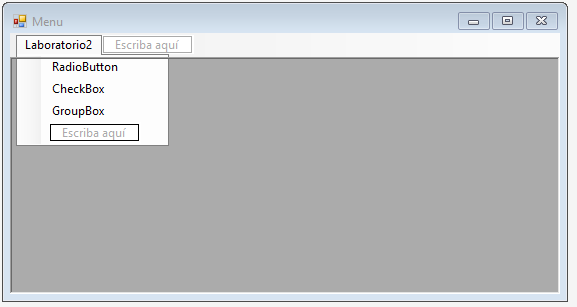 Menu
Laboratorio2 Escriba aquí
RadioButton
CheckBox
GroupBox
Escriba aquí